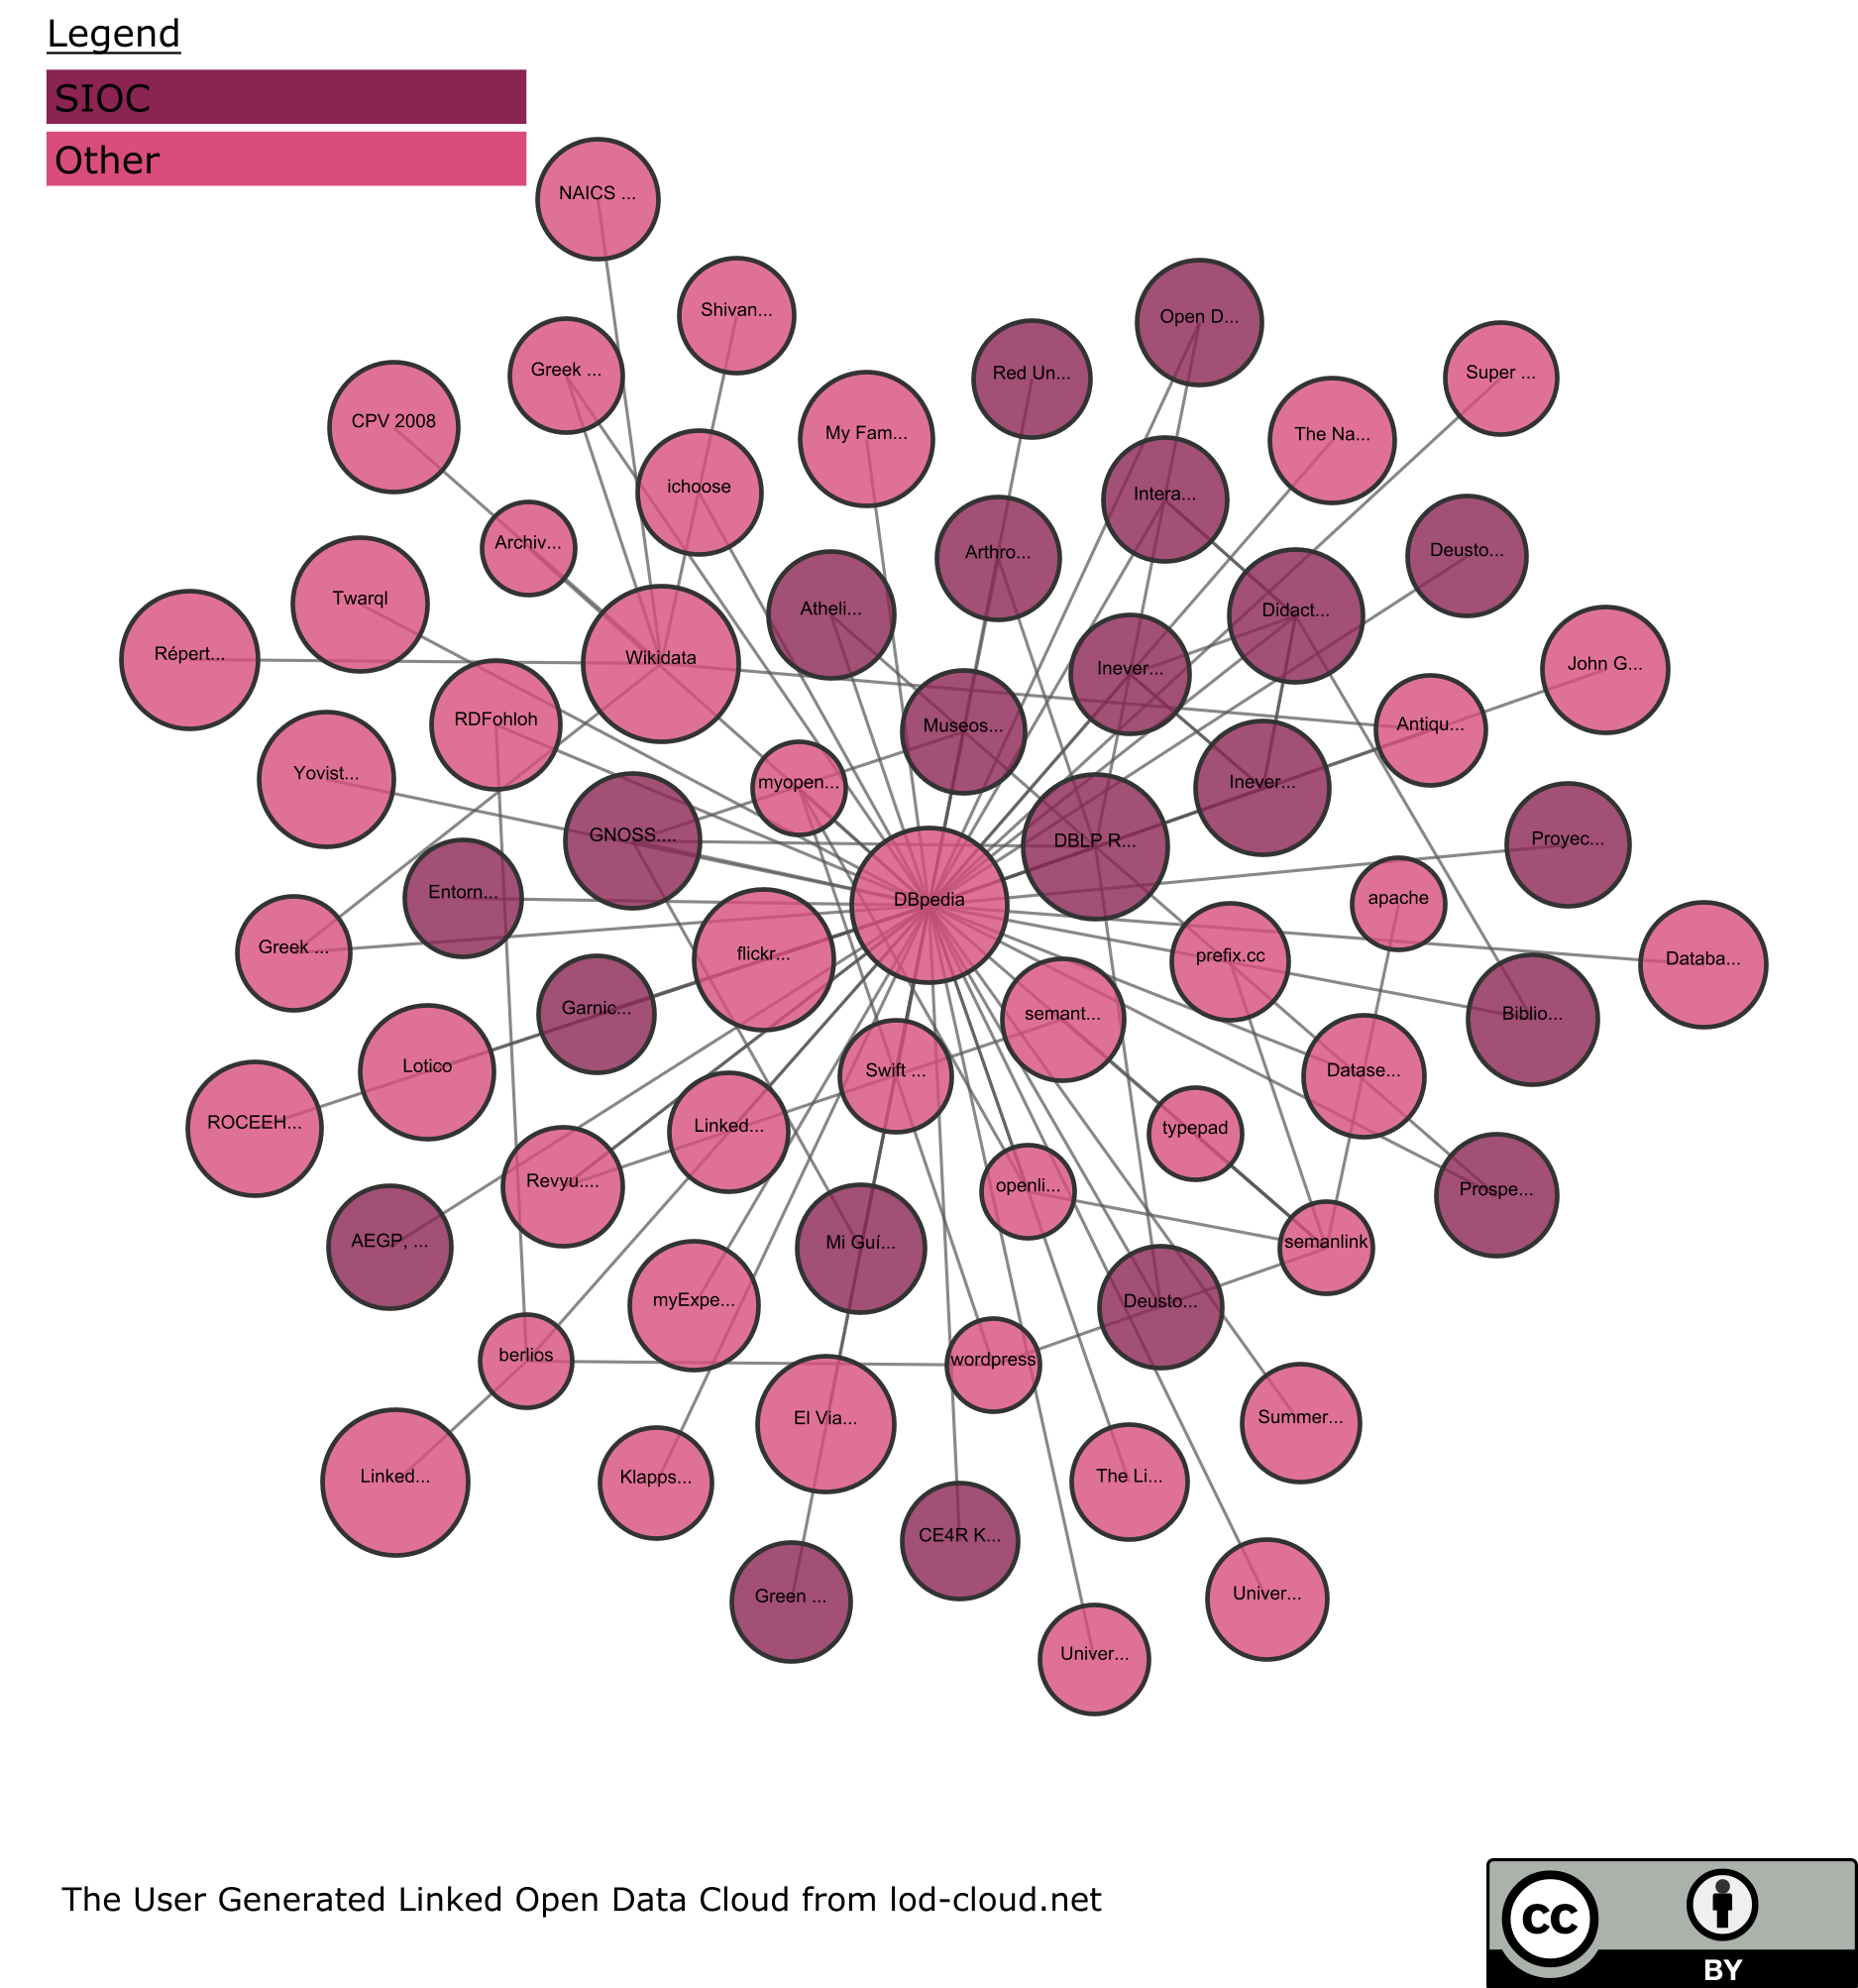 Legend
SIOC
Other
NAICS ...
Shivan...
Open D...
Greek ...
Red Un...
Super ...
CPV 2008
My Fam...
The Na...
ichoose
Intera...
Archiv...
Arthro...
Deusto...
Twarql
Atheli...
Didact...
Répert...
Wikidata
Inever...
John G...
RDFohloh
Museos...
Antiqu...
Yovist...
myopen...
Inever...
GNOSS....
DBLP R...
Proyec...
Entorn...
DBpedia
apache
Greek ...
flickr...
prefix.cc
Databa...
Garnic...
semant...
Biblio...
Lotico
Swift ...
Datase...
ROCEEH...
Linked...
typepad
Revyu....
openli...
Prospe...
AEGP, ...
Mi Guí...
semanlink
myExpe...
Deusto...
berlios
wordpress
El Via...
Summer...
Linked...
Klapps...
The Li...
CE4R K...
Green ...
Univer...
Univer...
The User Generated Linked Open Data Cloud from lod-cloud.net
cc
BY